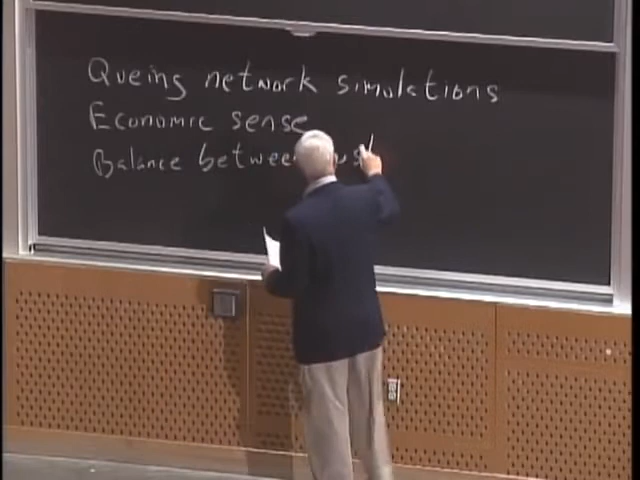 Queing network simulations
Economic sense
Balance between